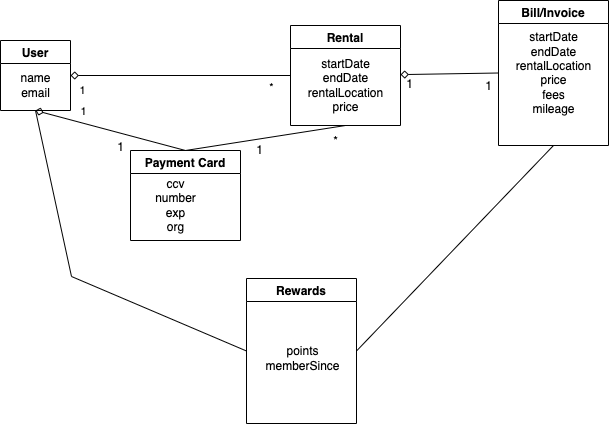 User
name
email
Rental
startDate
endDate
rentalLocation
price
Bill/Invoice
startDate
endDate
rentalLocation
price
fees
mileage
1
*
1
1
1
1
1
*
Payment Card
ccv
number
exp
org
Rewards
points
memberSince